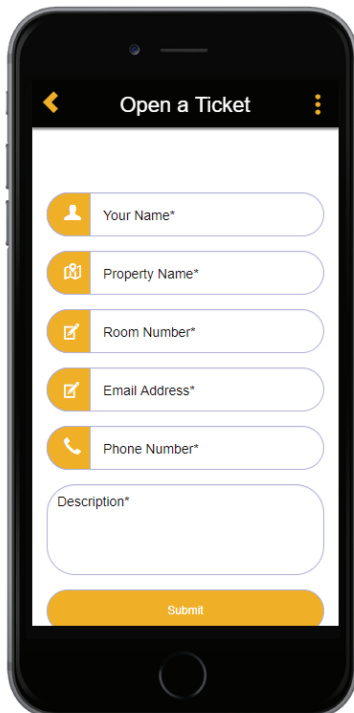 Open a Ticket
Your Name*
Property Name*
Room Number*
Email Address*
Phone Number*
Description*
Submit